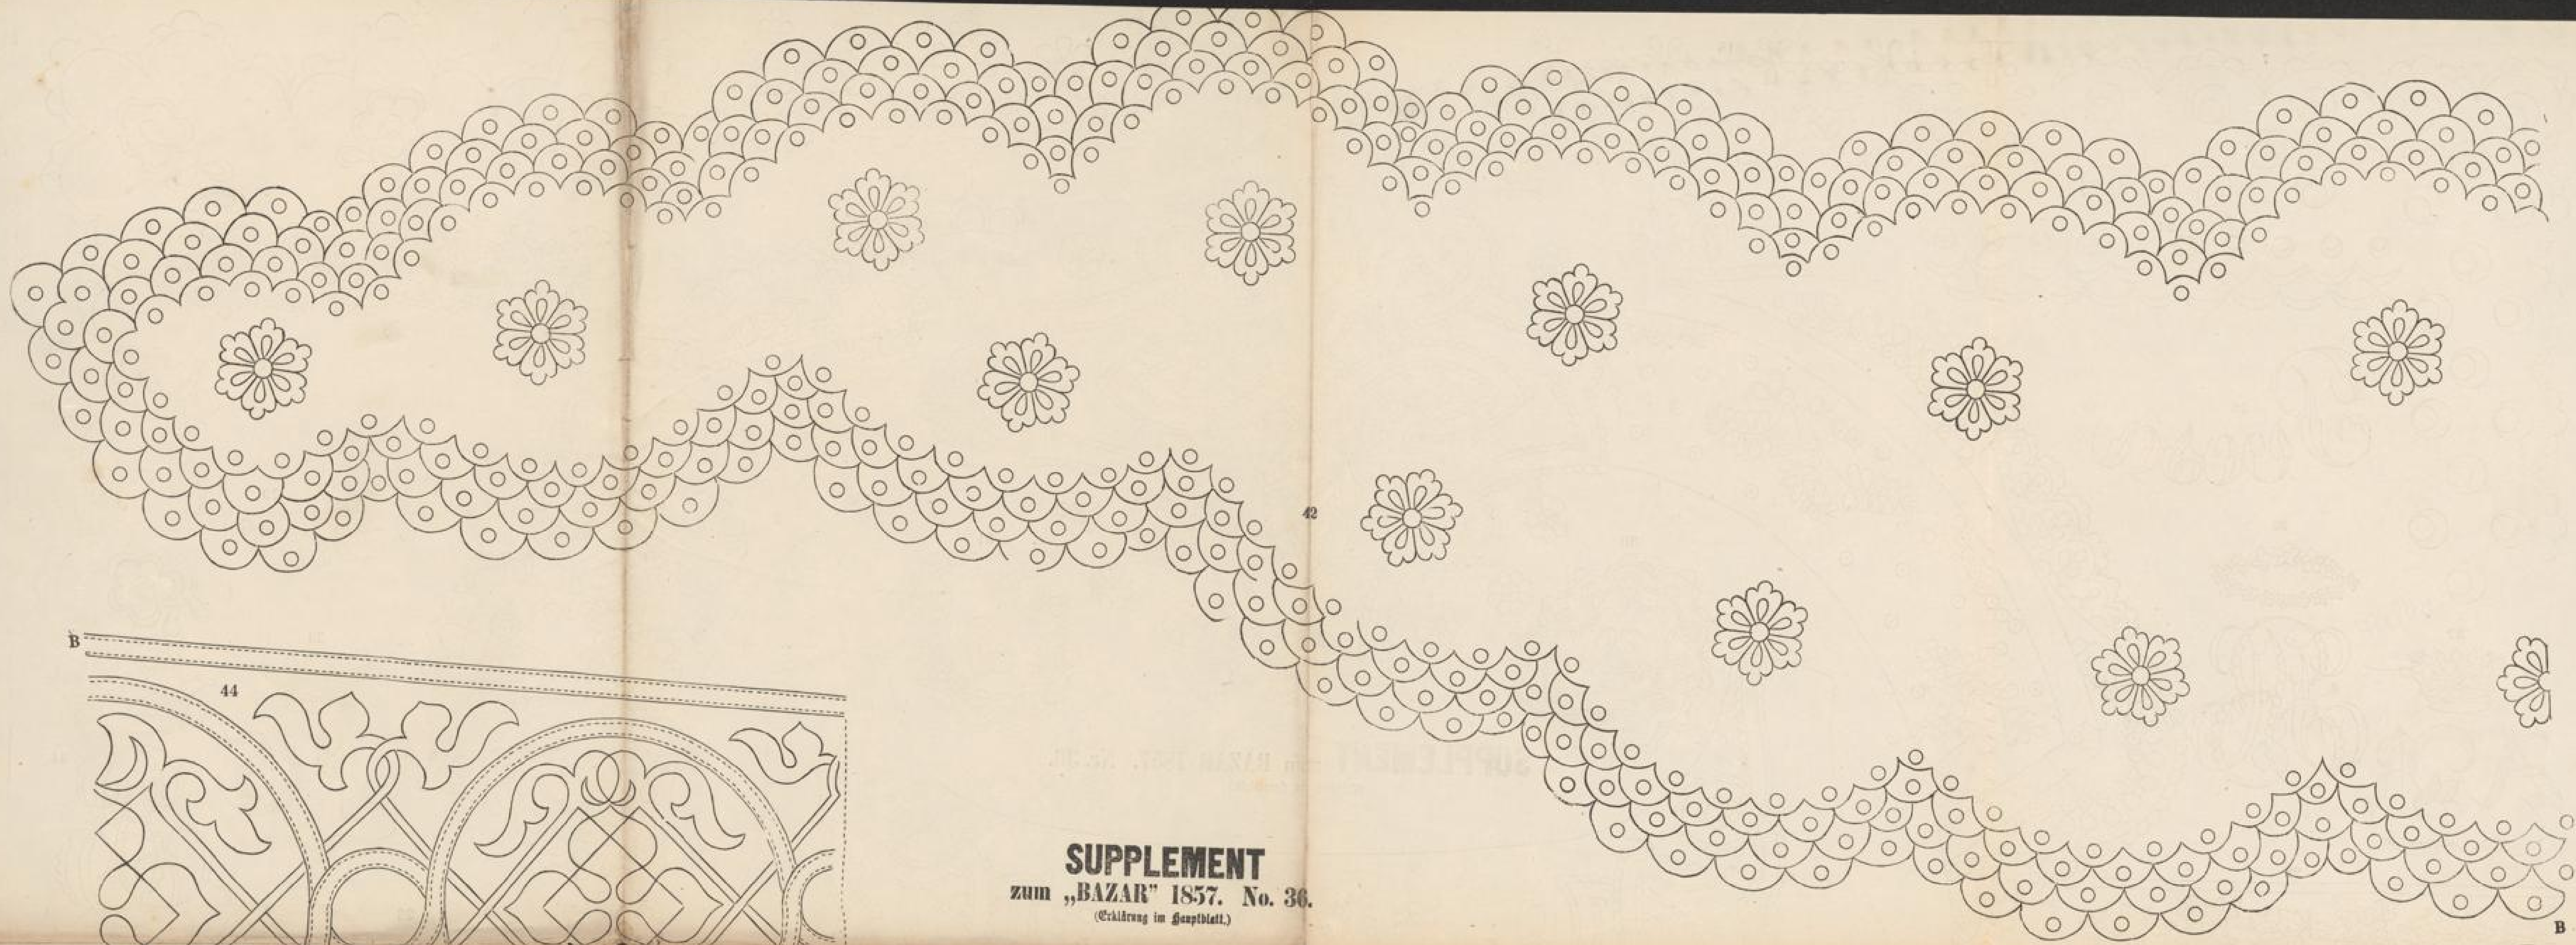 42
B
44
SUPPLEMENT
zum „BAZAR” 1857. No. 36.
(Erklärung im Hauptblatt.)
B